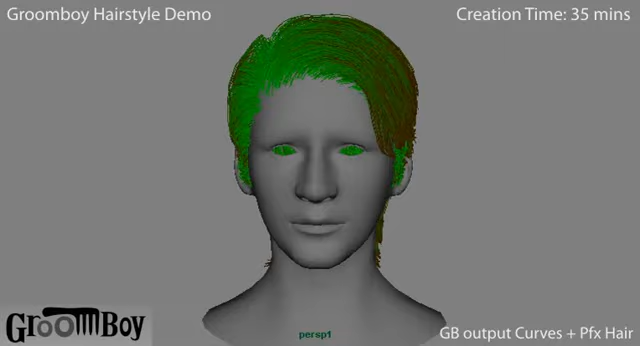 Groomboy Hairstyle Demo
Creation Time: 35 mins
GROOMBOY
persp1
GB output Curves + Pfx Hair